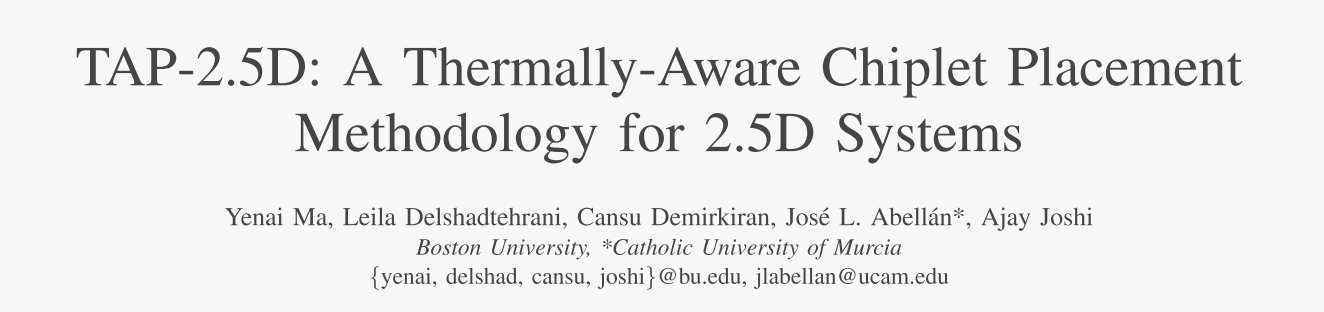 TAP-2.5D: A Thermally-Aware Chiplet Placement
Methodology for 2.5D Systems
Yenai Ma, Leila Delshadtehrani, Cansu Demirkiran, José L. Abellán*, Ajay Joshi
Boston University, *Catholic University of Murcia
{yenai, delshad, cansu, joshi}@bu.edu, jlabellan@ucam.edu